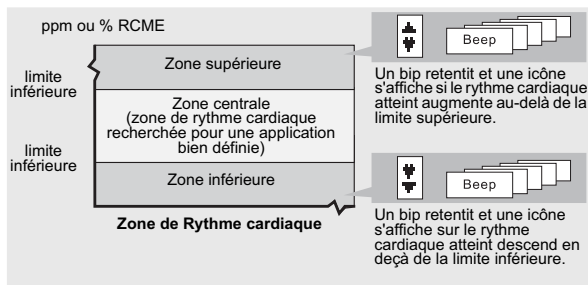 ppm ou % RCME
limite
inférieure
limite
inférieure
Zone supérieure
Zone centrale
(zone de rythme cardiaque
recherchée pour une application
bien définie)
Zone inférieure
Zone de Rythme cardiaque
Beep
Un bip retentit et une icône
s'affiche si le rythme cardiaque
atteint augmente au-delà de la
limite supérieure.
Beep
Un bip retentit et une icône
s'affiche sur le rythme
cardiaque atteint descend en
deçà de la limite inférieure.